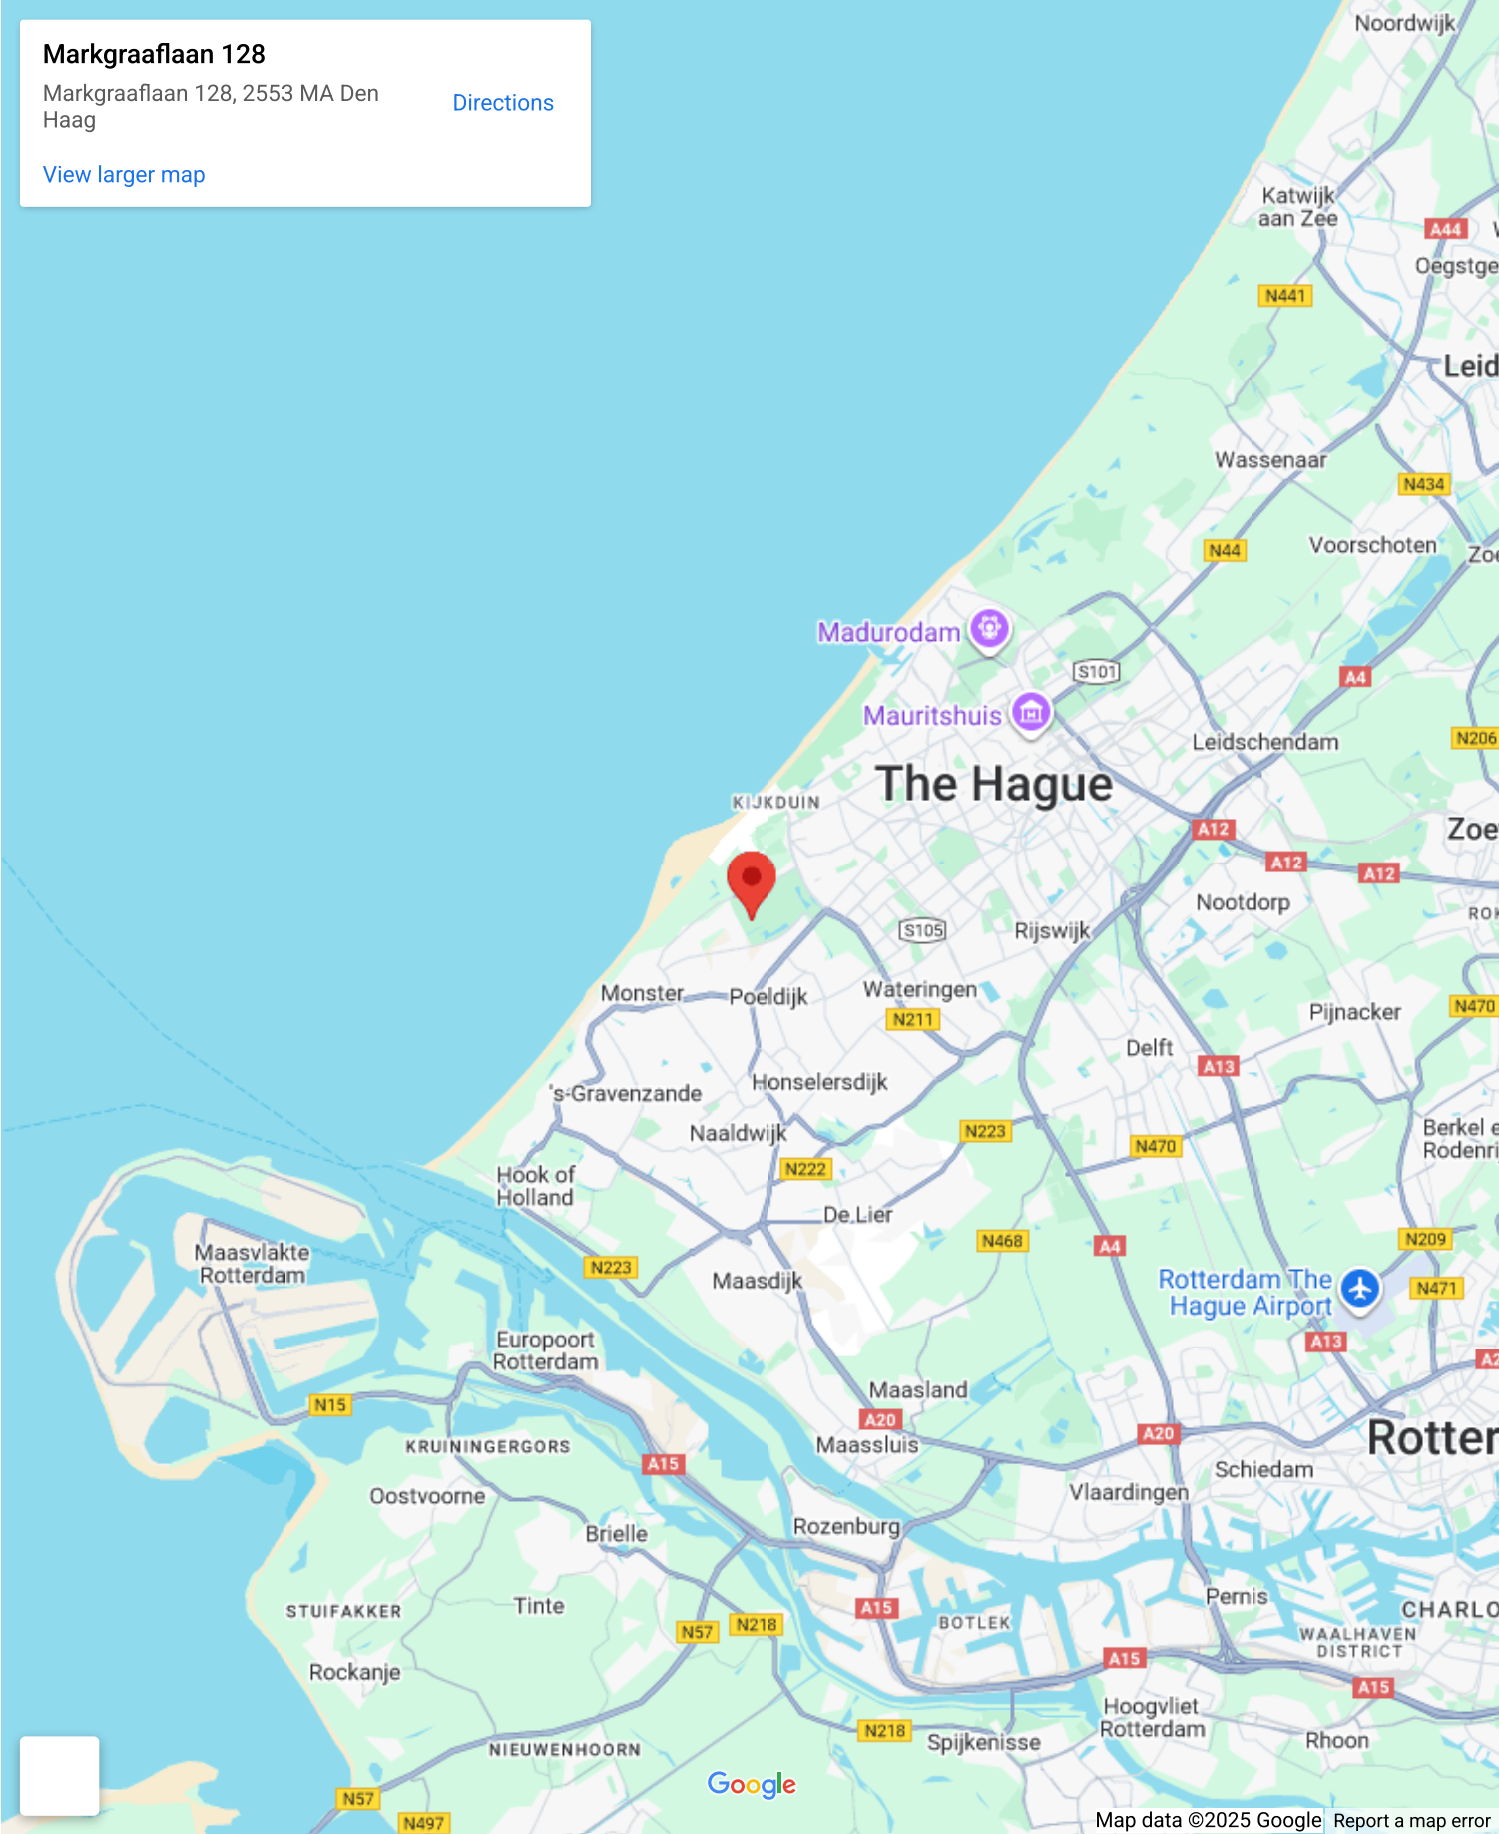 Markgraaflaan 128
Markgraaflaan 128, 2553 MA Den
Haag
Directions
View larger map
Noordwijk
Katwijk
aan Zee
A44
Oegstge
N441
Leid
Wassenaar
N434
N44
Voorschoten
Zoe
Madurodam
S101
A4
Mauritshuis
Leidschendam
N206
The Hague
KIJKDUIN
A12
Zoe
A12
A12
Nootdorp
ROK
S105
Rijswijk
Monster
Poeldijk
Wateringen
N211
N470
Pijnacker
Delft
A13
's-Gravenzande
Honselersdijk
Naaldwijk
N223
N470
Berkel e
Rodenri
N222
Hook of
Holland
De Lier
N468
A4
N209
Maasvlakte
Rotterdam
N223
Maasdijk
Rotterdam The
Hague Airport
N471
A13
Europoort
Rotterdam
A2
N15
Maasland
A20
A20
Rotter
KRUININGERGORS
Maassluis
A15
Schiedam
Oostvoorne
Vlaardingen
Brielle
Rozenburg
Pernis
STUIFAKKER
Tinte
A15
CHARLO
N57
N218
BOTLEK
WAALHAVEN
DISTRICT
Rockanje
A15
A15
Hoogvliet
Rotterdam
N218
Spijkenisse
Rhoon
NIEUWENHOORN
Google
N57
N497
Map data ©2025 Google
Report a map error